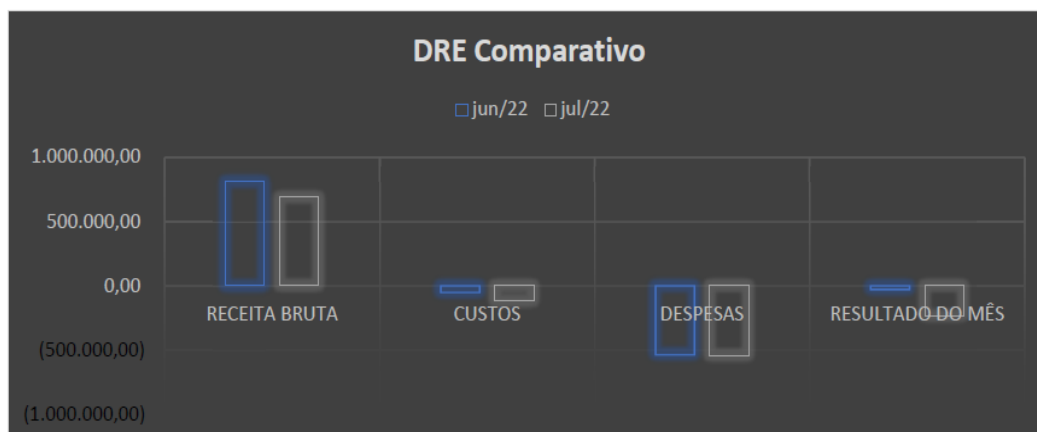 DRE Comparativo
jun/22 jul/22
1.000.000,00
500.000,00
0,00
RECEITA BRUTA CUSTOS DESPESAS RESULTADO DO MÊS
(500.000,00)
(1.000.000,00)